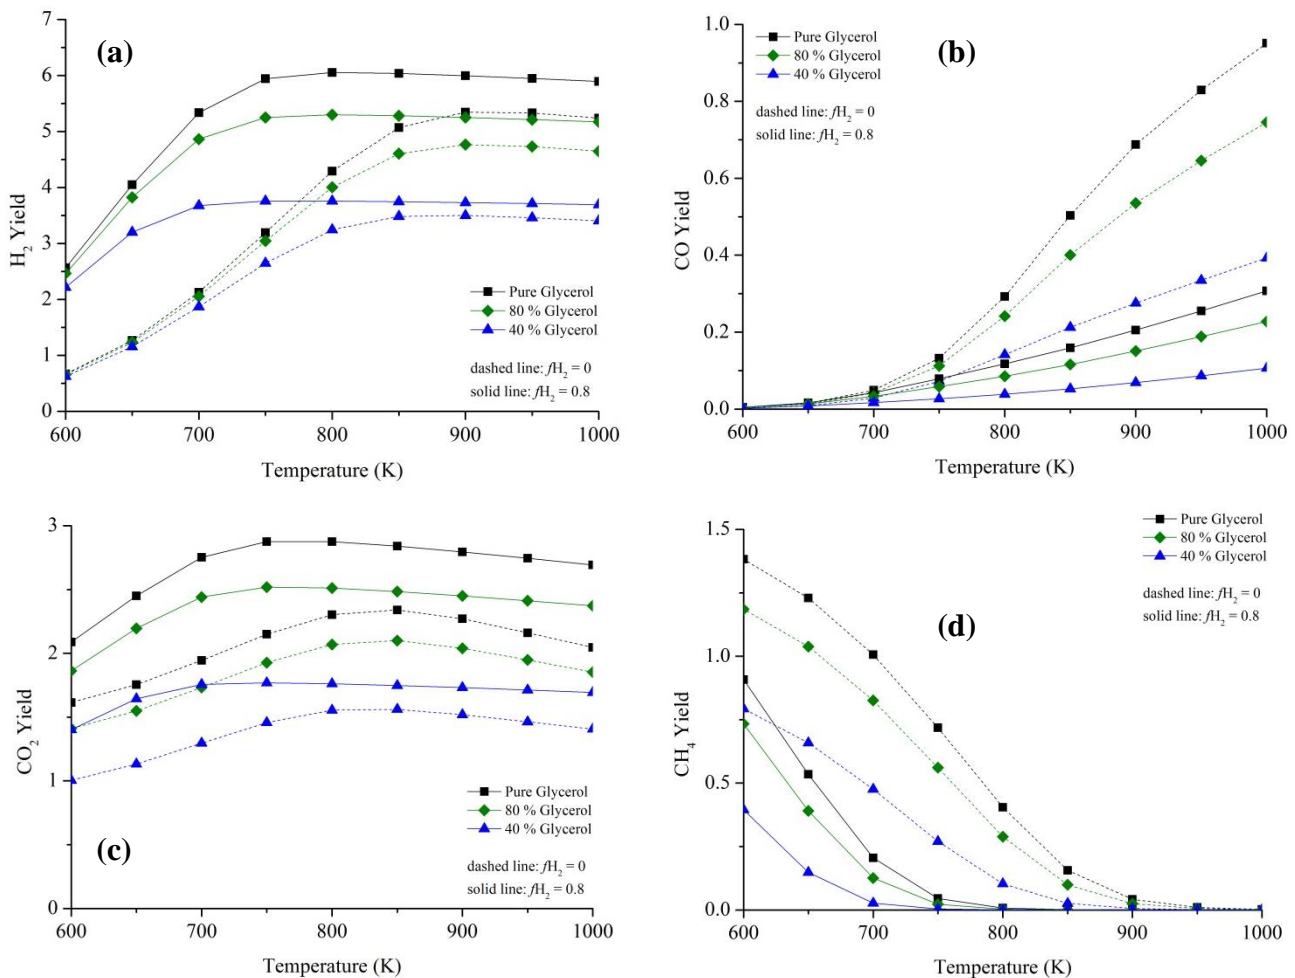 (a)
7
6
5
4
3
2
1
0
H2 Yield
600
700
800
900
1000
Temperature (K)
Pure Glycerol
80 % Glycerol
40 % Glycerol
dashed line: fH2 = 0
solid line: fH2 = 0.8
(b)
1.0
0.8
0.6
0.4
0.2
0.0
CO Yield
600
700
800
900
1000
Temperature (K)
Pure Glycerol
80 % Glycerol
40 % Glycerol
dashed line: fH2 = 0
solid line: fH2 = 0.8
(c)
3
2
1
0
CO2 Yield
600
700
800
900
1000
Temperature (K)
Pure Glycerol
80 % Glycerol
40 % Glycerol
dashed line: fH2 = 0
solid line: fH2 = 0.8
(d)
1.5
1.0
0.5
0.0
CH4 Yield
600
700
800
900
1000
Temperature (K)
Pure Glycerol
80 % Glycerol
40 % Glycerol
dashed line: fH2 = 0
solid line: fH2 = 0.8